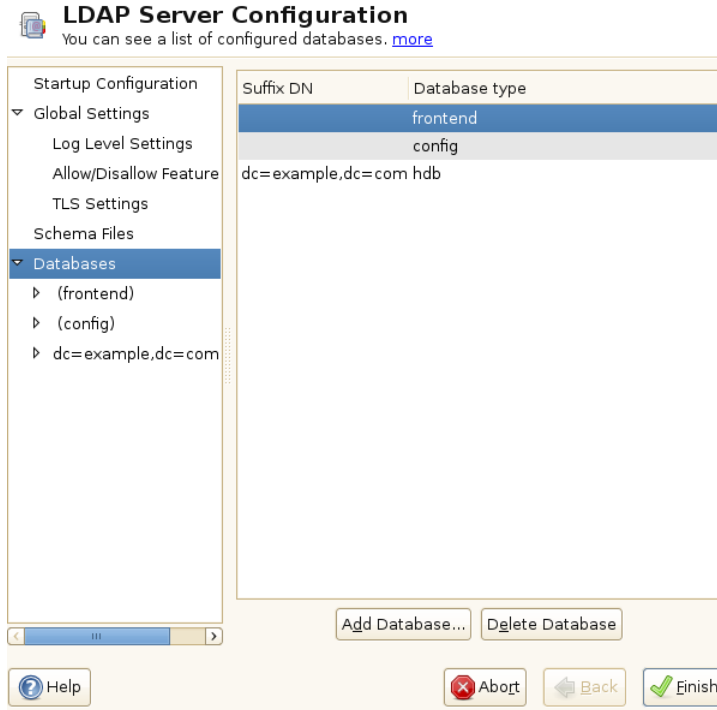 LDAP Server Configuration
You can see a list of configured databases. more
Startup Configuration
Global Settings
Log Level Settings
Allow/Disallow Feature
TLS Settings
Schema Files
Databases
(frontend)
(config)
dc=example,dc=com
Suffix DN Database type
frontend
config
dc=example,dc=com hdb
Add Database... Delete Database
Help Abort Back Finish